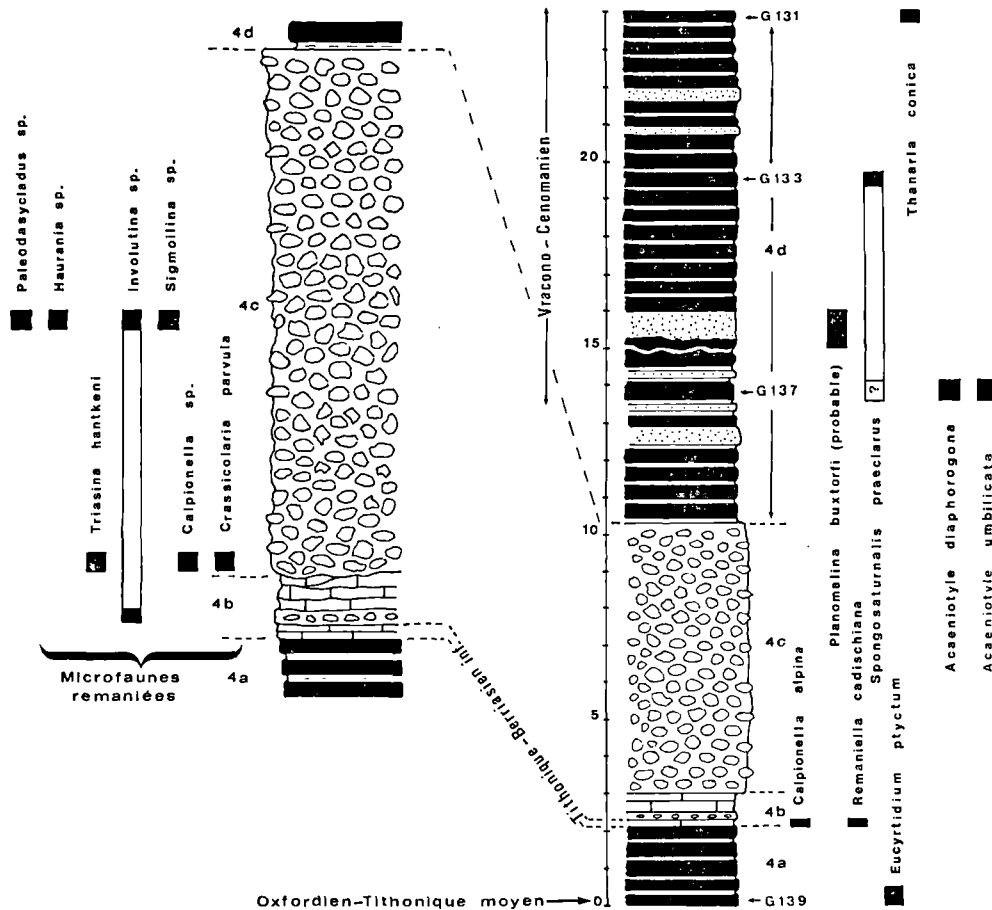 Paleodasycladus sp.
Haurania sp.
Involutina sp.
Sigmoilina sp.
Triasina hantkeni
Calpionella sp.
Crassicolaria parvula
Microfaunes
remaniées
4d
4c
4b
4a
Tithonique-Berriasien inf.
Vracono-Cenomanien
Oxfordien-Tithonique moyen
20
15
10
5
0
G131
G133
4d
G137
4c
4b
4a
G139
Calpionella alpina
Remaniella cadischiana
Eucyrtidium ptyctum
Planomalina buxtorfi (probable)
Spongosaturnalis praeclarus
?
Thanarla conica
Acaeniotyle diaphorogona
Acaeniotyle umbilicata